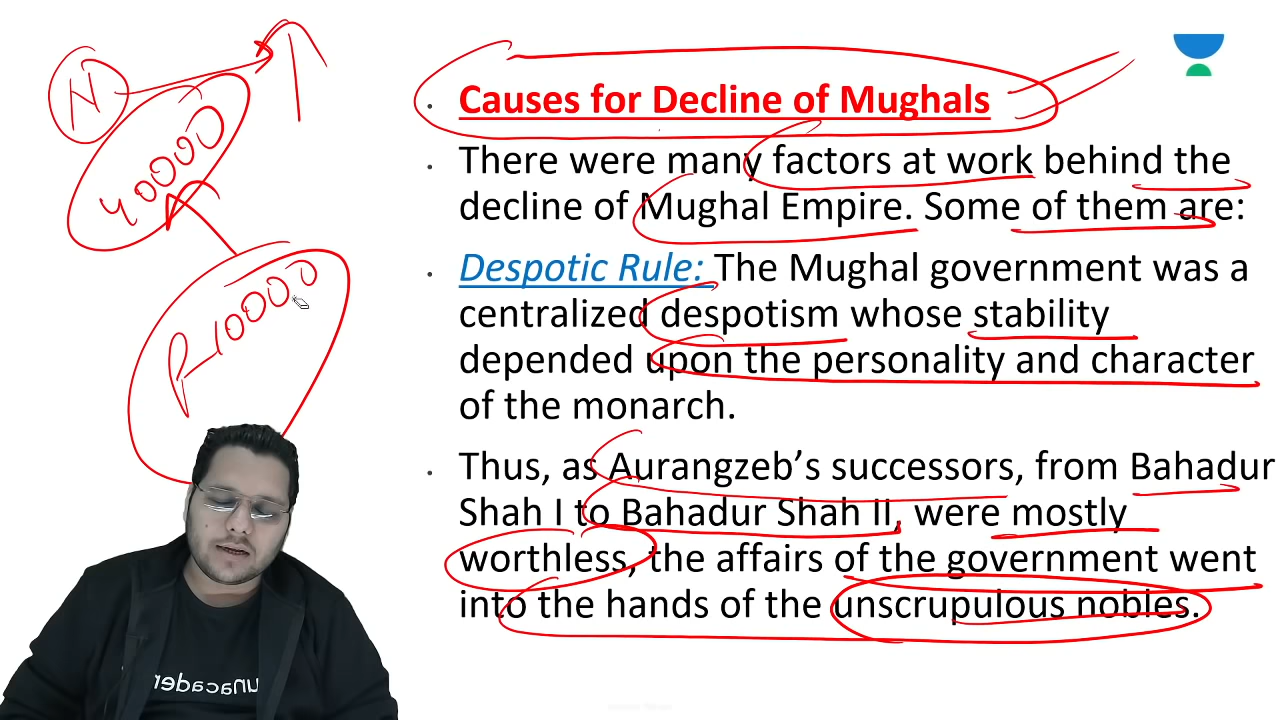 N
40000
P-10000
Causes for Decline of Mughals
There were many factors at work behind the
decline of Mughal Empire. Some of them are:
Despotic Rule: The Mughal government was a
centralized despotism whose stability
depended upon the personality and character
of the monarch.
Thus, as Aurangzeb’s successors, from Bahadur
Shah I to Bahadur Shah II, were mostly
worthless, the affairs of the government went
into the hands of the unscrupulous nobles.
unacader